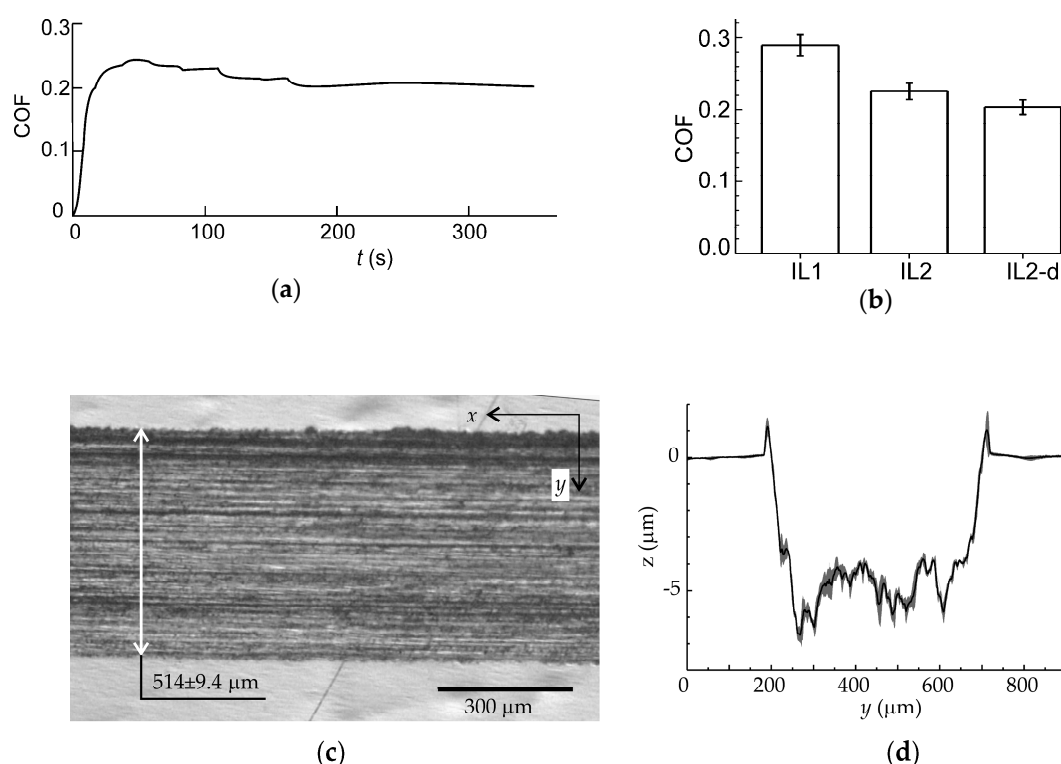 0.3
0.2
0.1
0
COF
0 100 200 300
t (s)
(a)
0.3
0.2
0.1
0.0
COF
IL1 IL2 IL2-d
(b)
x
y
514±9.4 µm
300 µm
(c)
0
-5
z (µm)
0 200 400 600 800
y (µm)
(d)